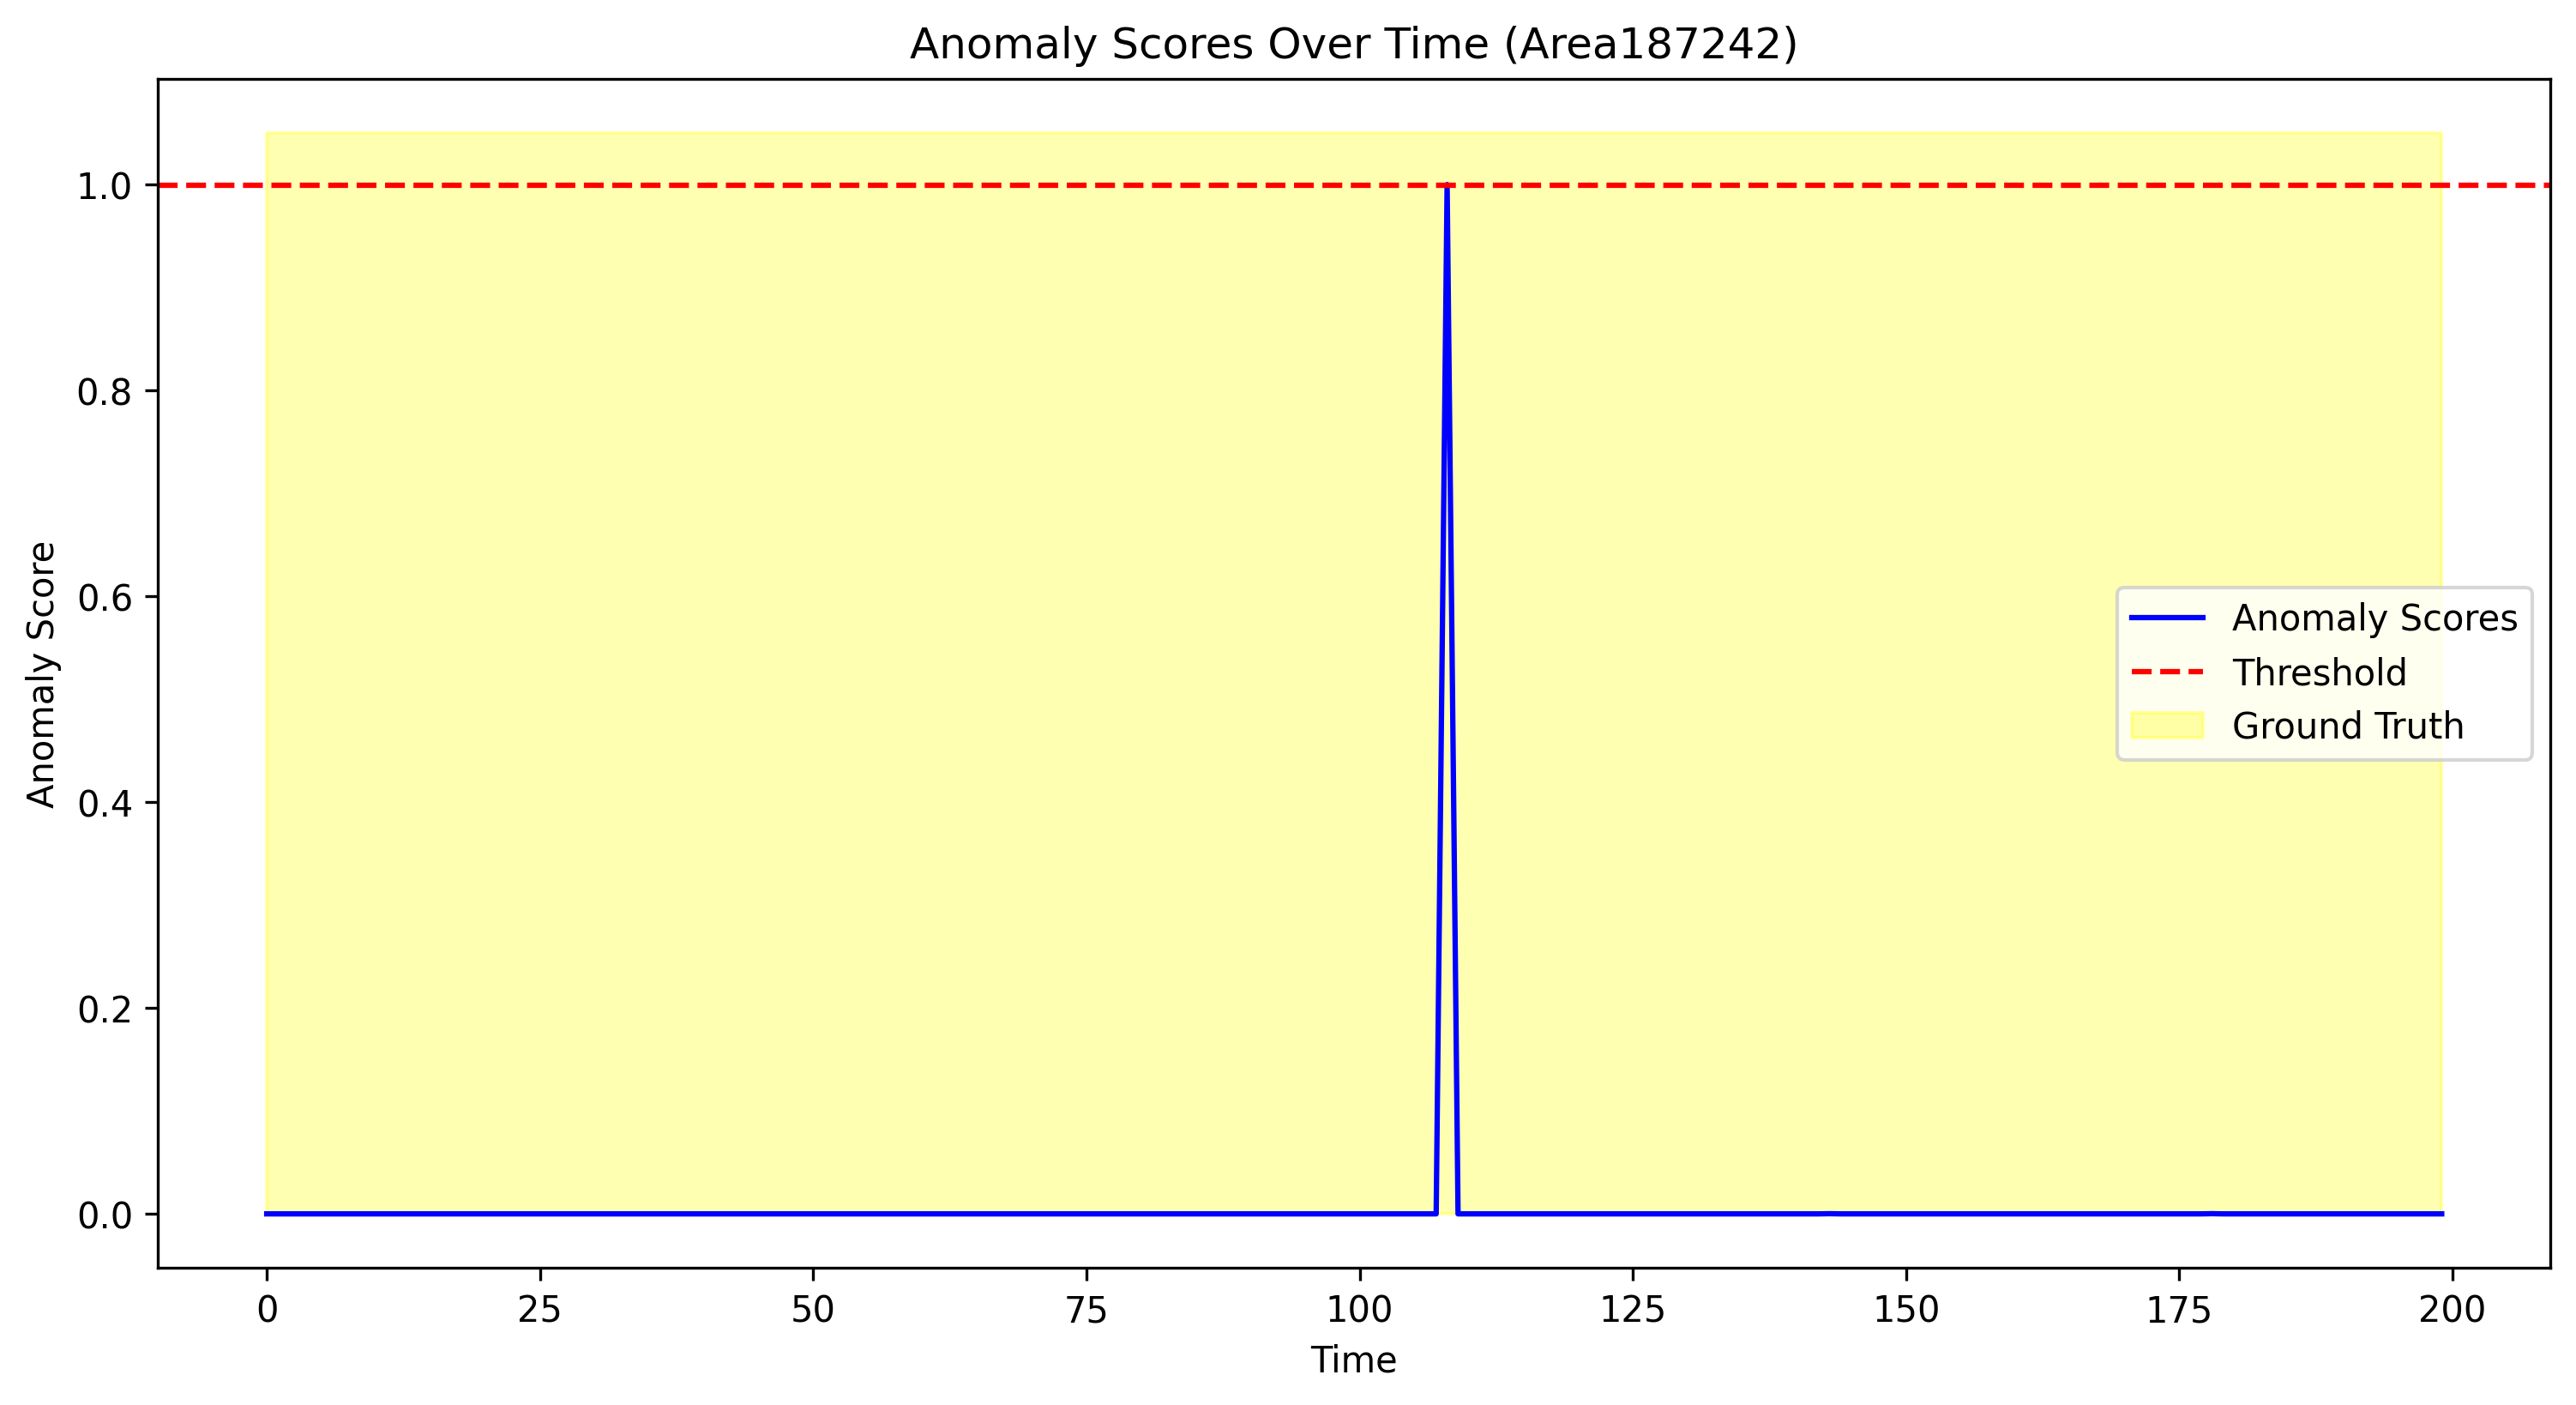 Anomaly Scores Over Time (Area187242)
Anomaly Score
1.0
0.8
0.6
0.4
0.2
0.0
Anomaly Scores
Threshold
Ground Truth
0 25 50 75 100 125 150 175 200
Time